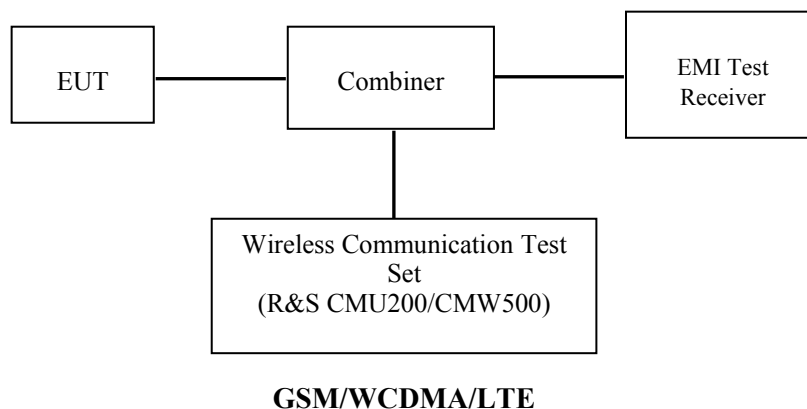 EUT
Combiner
EMI Test
Receiver
Wireless Communication Test
Set
(R&S CMU200/CMW500)
GSM/WCDMA/LTE